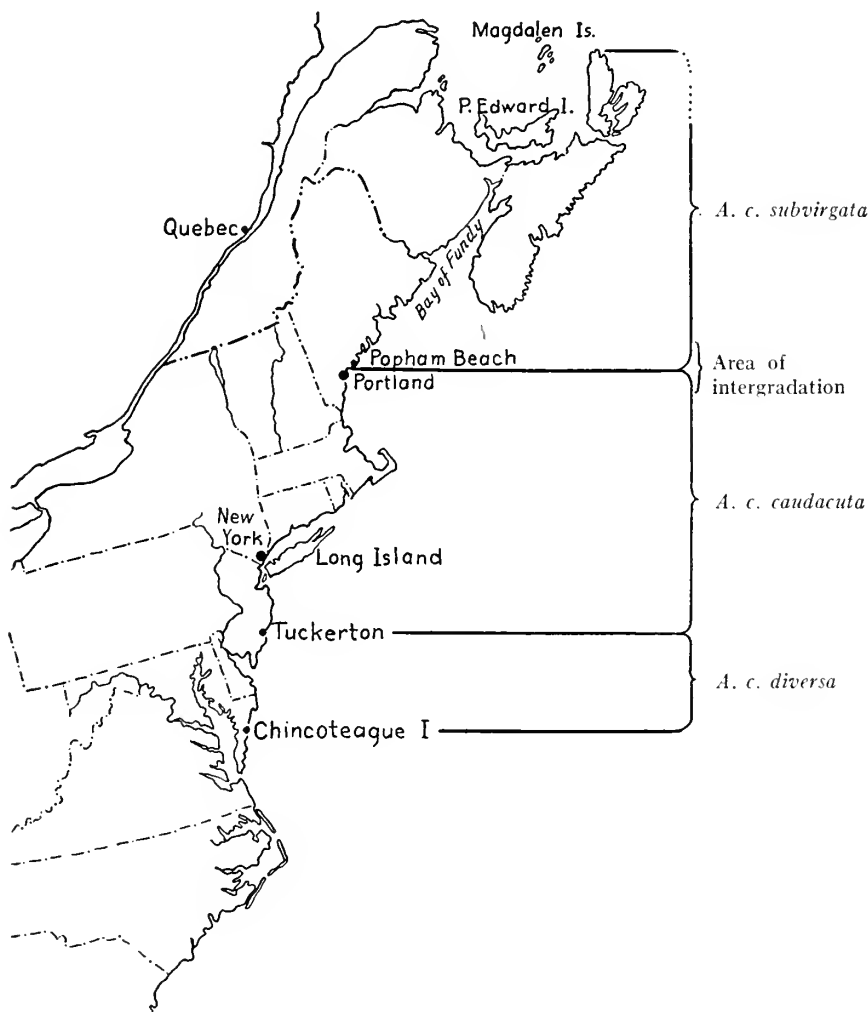 Magdalen Is.
P. Edward I.
A. c. subvirgata
Quebec
Bay of Fundy
Popham Beach
Portland
Area of
intergradation
A. c. caudacuta
New
York
Long Island
Tuckerton
A. c. diversa
Chincoteague I